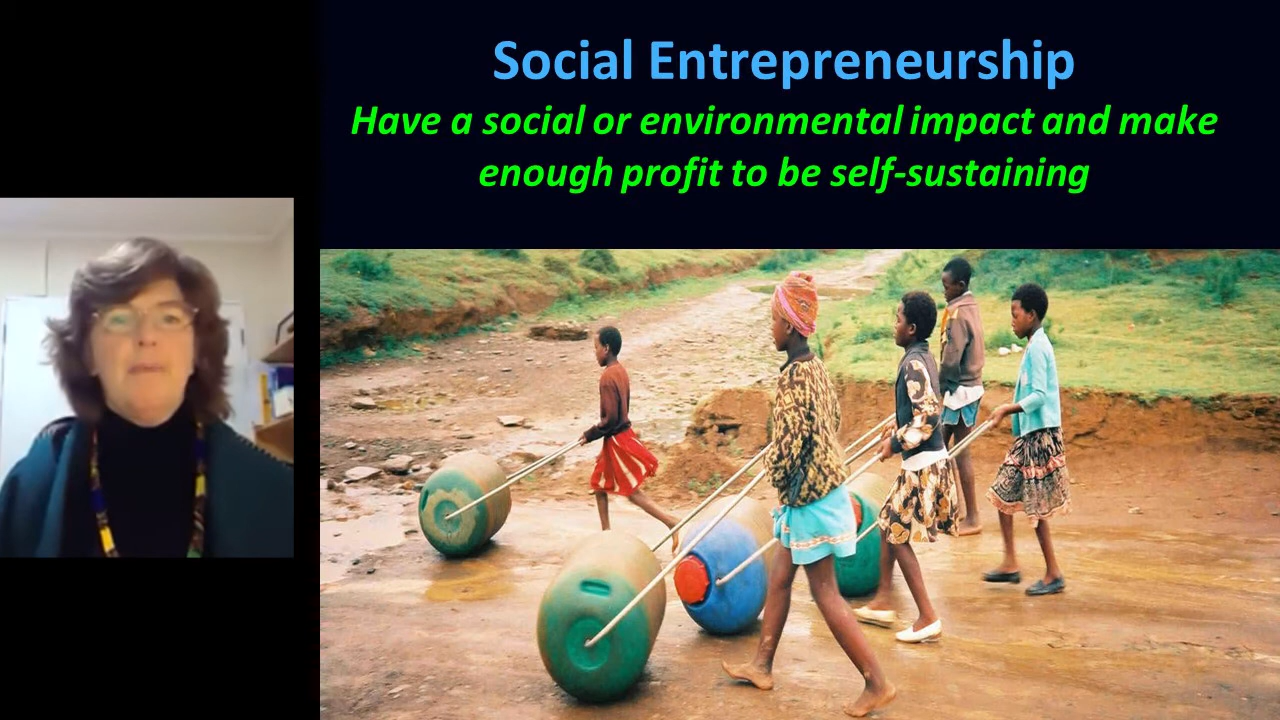 Social Entrepreneurship
Have a social or environmental impact and make
enough profit to be self-sustaining